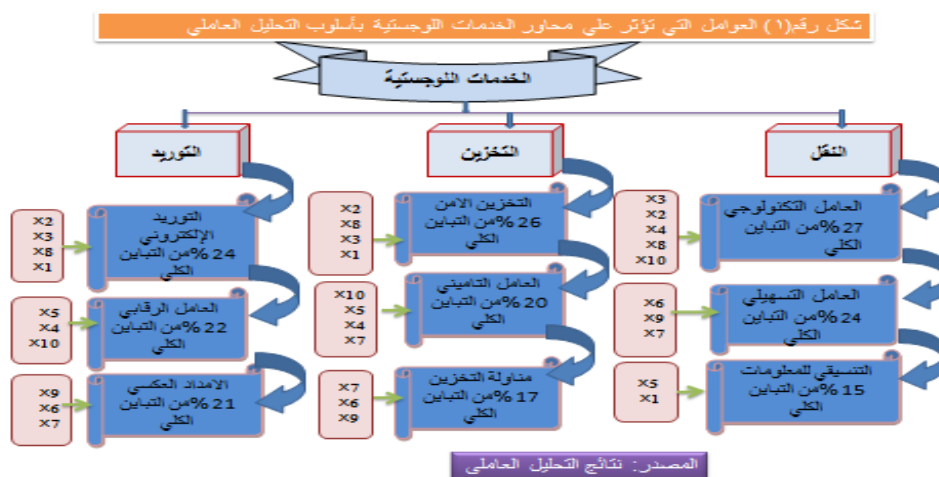 شكل رقم(١) العوامل التي تؤثر علي محاور الخدمات اللوجستية بأسلوب التحليل العاملي
الخدمات اللوجستية
النقل
التخزين
التوريد
x3
x2
x4
x8
x10
العامل التكنولوجي
27%من التباين
الكلي
x6
x9
x7
العامل التسهيلي
24%من التباين
الكلي
x5
x1
التنسيقي للمعلومات
15%من التباين
الكلي
x2
x8
x3
x1
التخزين الامن
26%من التباين
الكلي
x10
x5
x4
x7
العامل التاميني
20%من التباين
الكلي
x7
x6
x9
مناولة التخزين
17%من التباين
الكلي
x2
x3
x8
x1
التوريد
الإلكتروني
24%من التباين
الكلي
x5
x4
x10
العامل الرقابي
22%من التباين
الكلي
x9
x6
x7
الامداد العكسي
21%من التباين
الكلي
المصدر: نتائج التحليل العاملي